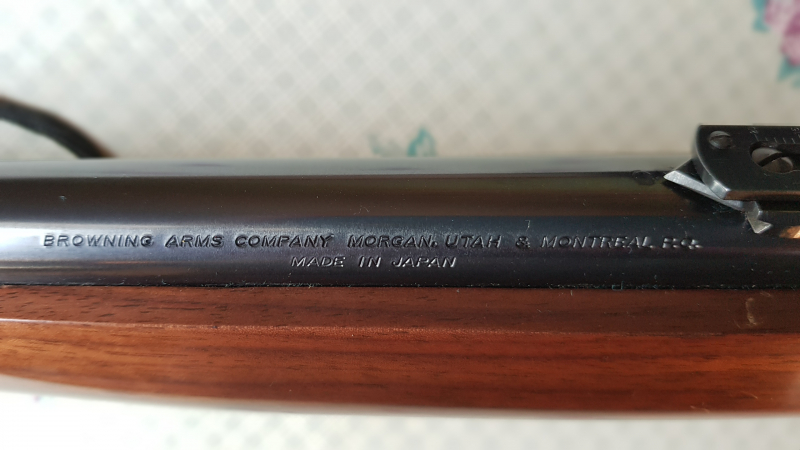 BROWNING ARMS COMPANY MORGAN, UTAH & MONTREAL P.Q.
MADE IN JAPAN